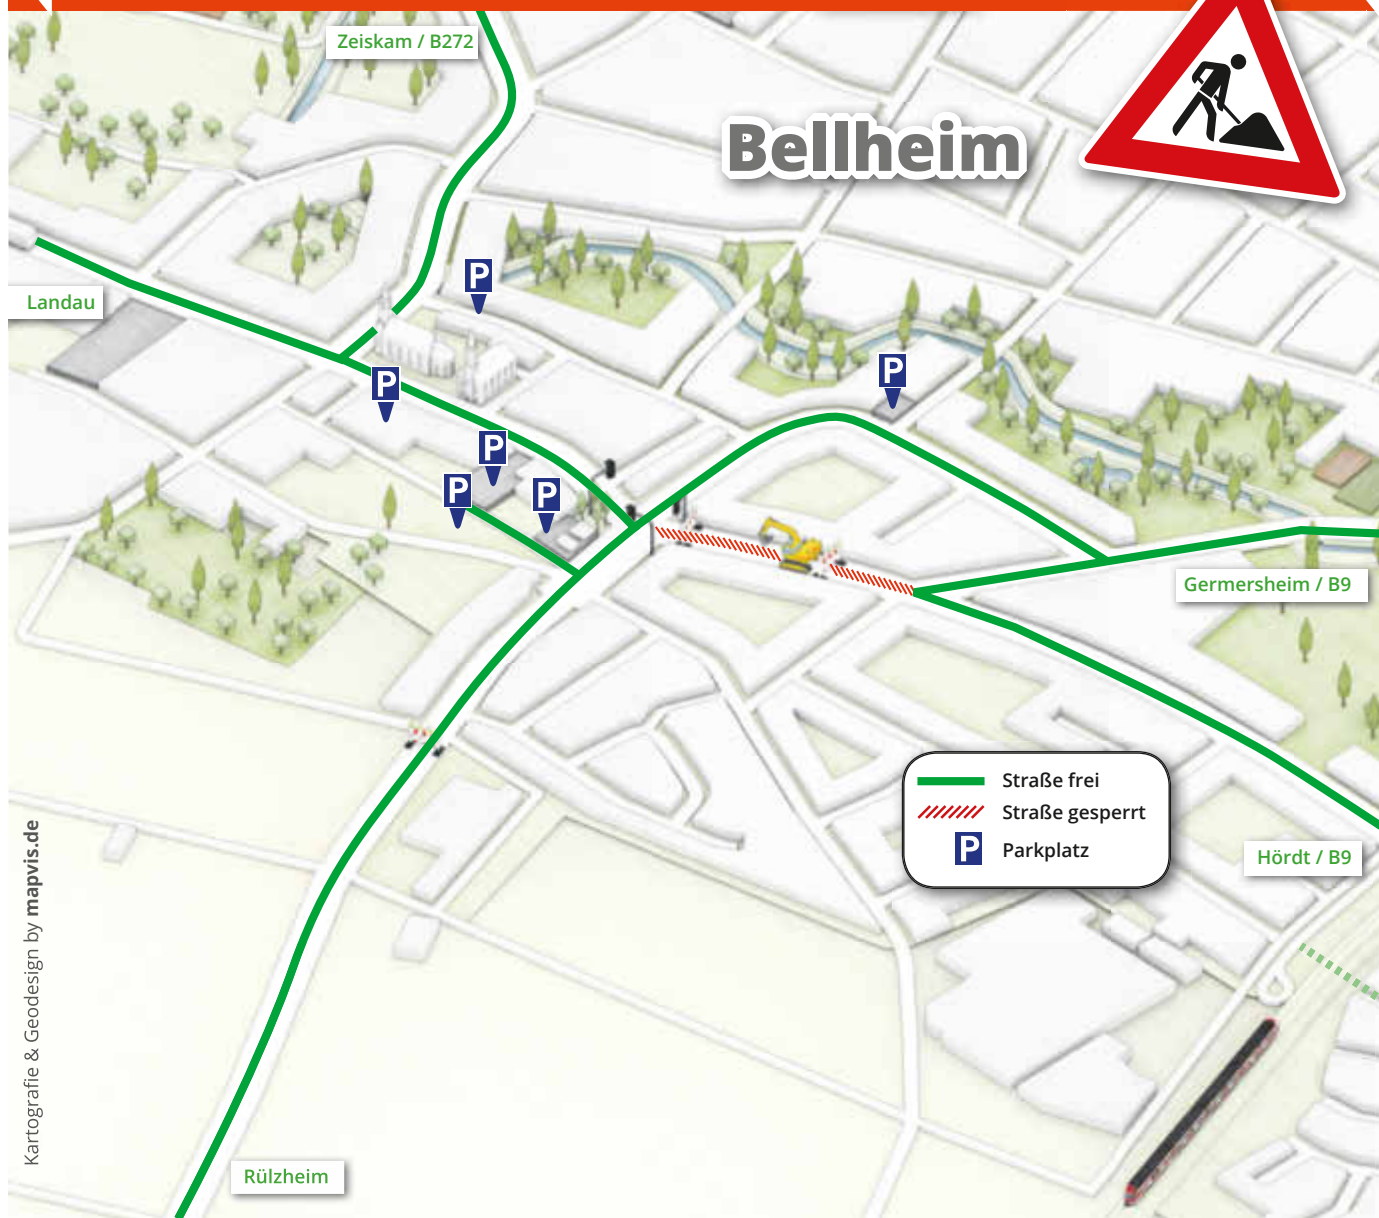 Zeiskam / B272
Bellheim
Landau
P
P
P
P
P
P
Germersheim / B9
Straße frei
Straße gesperrt
P Parkplatz
Hördt / B9
Kartografie & Geodesign by mapvis.de
Rülzheim